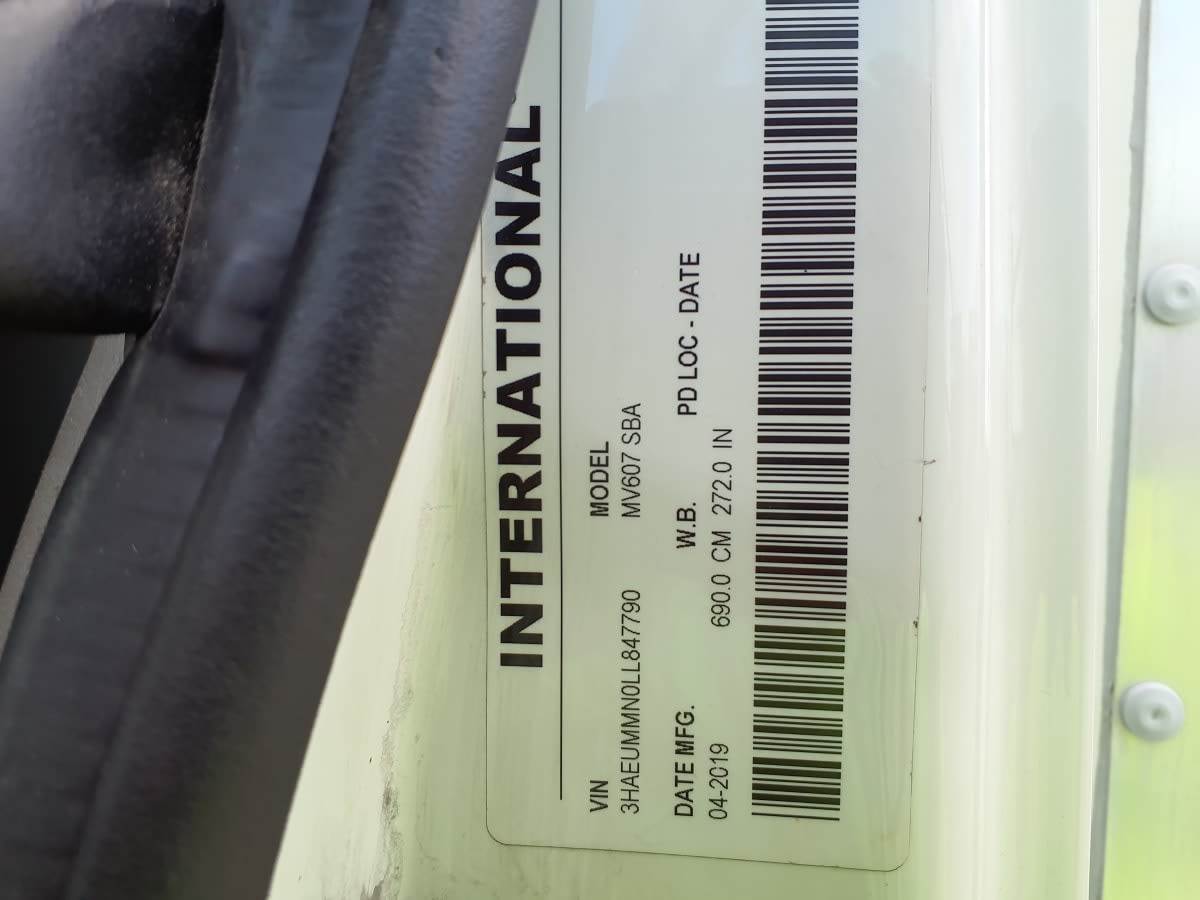 INTERNATIONAL
VIN MODEL
3HAEUMMN0LL847790 MV607 SBA
DATE MFG. W.B. PD LOC - DATE
04-2019 690.0 CM 272.0 IN